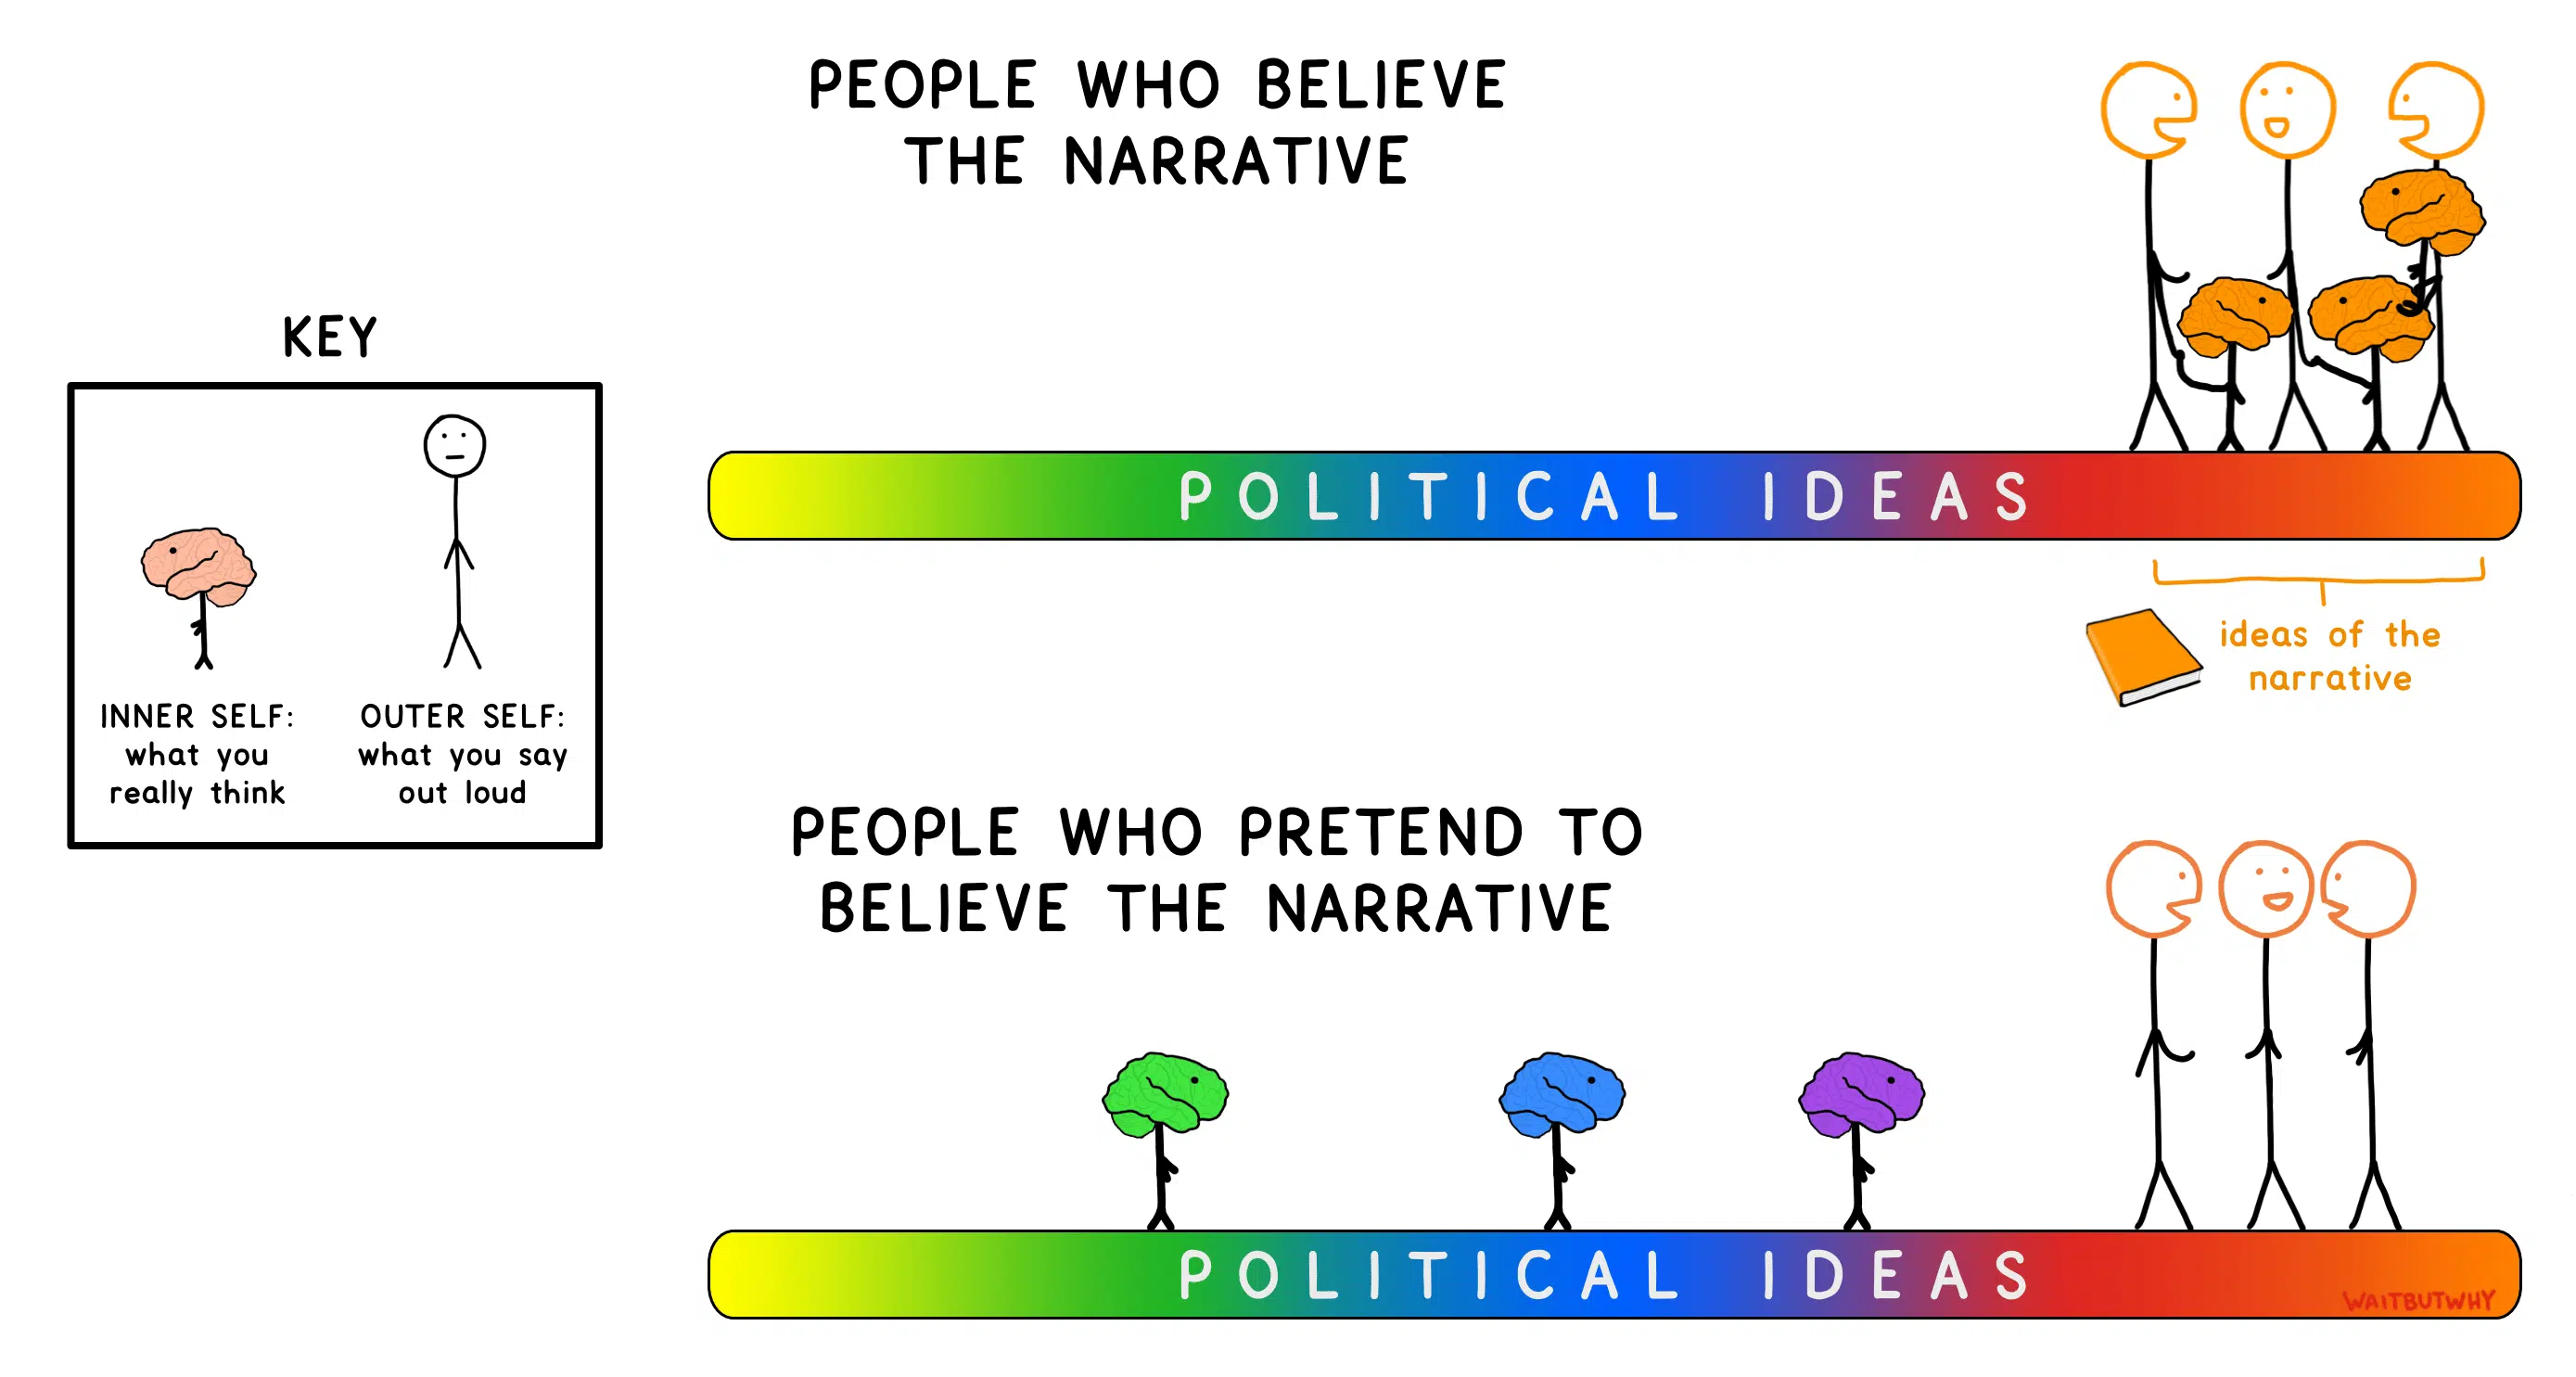 PEOPLE WHO BELIEVE
THE NARRATIVE
KEY
INNER SELF:
what you
really think
OUTER SELF:
what you say
out loud
POLITICAL IDEAS
ideas of the
narrative
PEOPLE WHO PRETEND TO
BELIEVE THE NARRATIVE
POLITICAL IDEAS
WAITBUTWHY